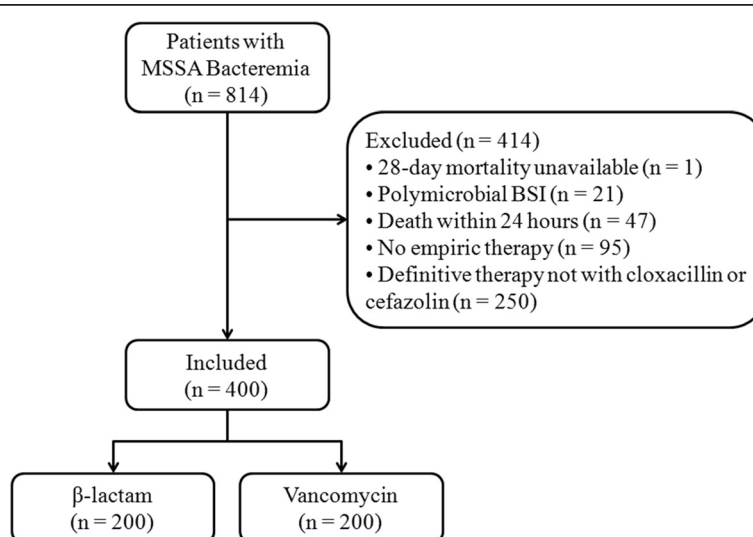 Patients with
MSSA Bacteremia
(n = 814)
Excluded (n = 414)
• 28-day mortality unavailable (n = 1)
• Polymicrobial BSI (n = 21)
• Death within 24 hours (n = 47)
• No empiric therapy (n = 95)
• Definitive therapy not with cloxacillin or
cefazolin (n = 250)
Included
(n = 400)
β-lactam
(n = 200)
Vancomycin
(n = 200)